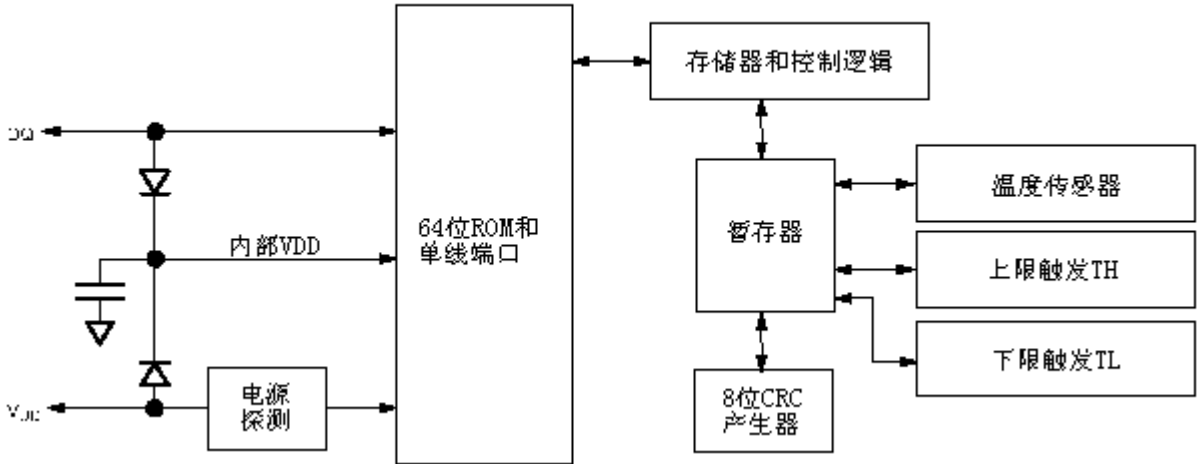 存储器和控制逻辑
DQ
64位ROM和
单线端口
内部VDD
暂存器
温度传感器
上限触发TH
下限触发TL
电源
探测
8位CRC
产生器
VDD